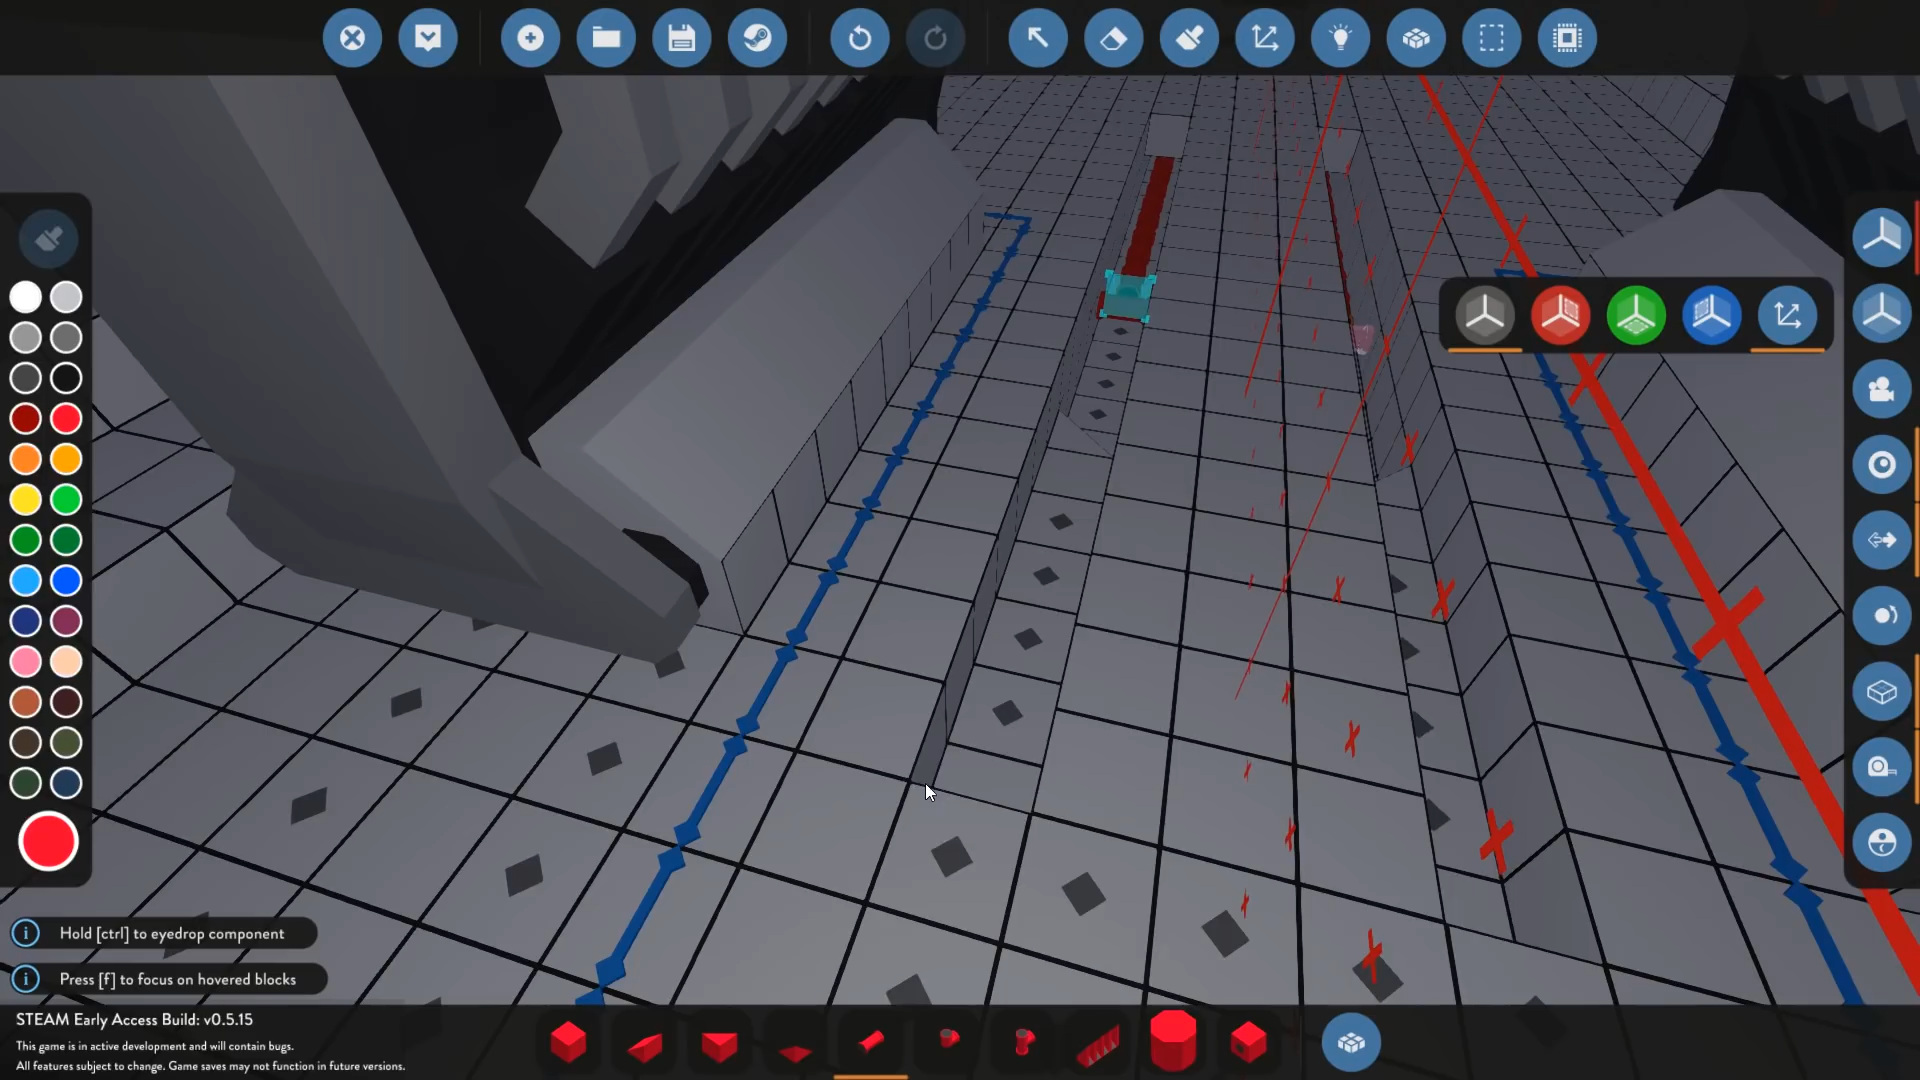 Hold [ctrl] to eyedrop component
Press [f] to focus on hovered blocks
STEAM Early Access Build: v0.5.15
This game is in active development and will contain bugs.
All features subject to change. Game saves may not function in future versions.